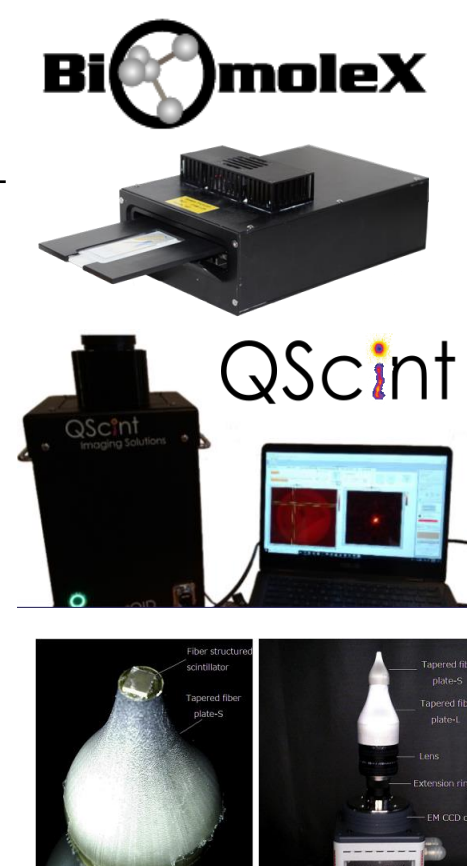 BiomoleX
QScint
QScint
Imaging Solutions
Fiber structured
scintillator
Tapered fiber
plate-S
Tapered fib
plate-S
Tapered fib
plate-L
Lens
Extension rin
EM CCD c